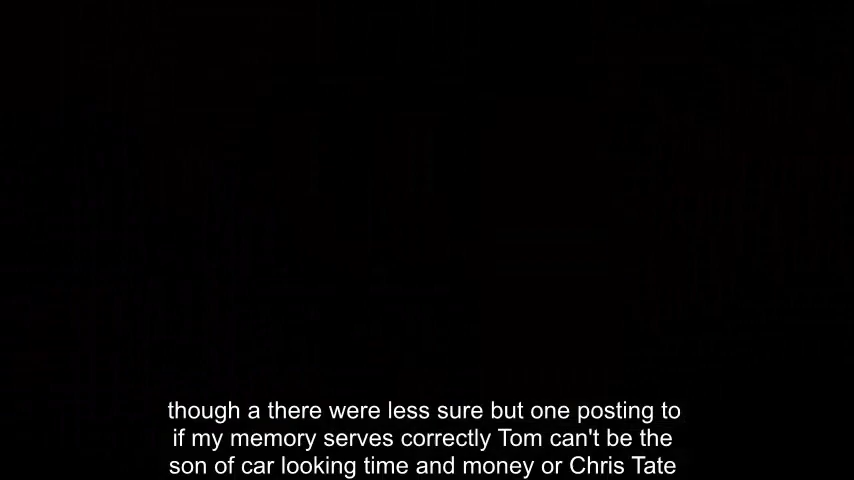 though a there were less sure but one posting to
if my memory serves correctly Tom can't be the
son of car looking time and money or Chris Tate